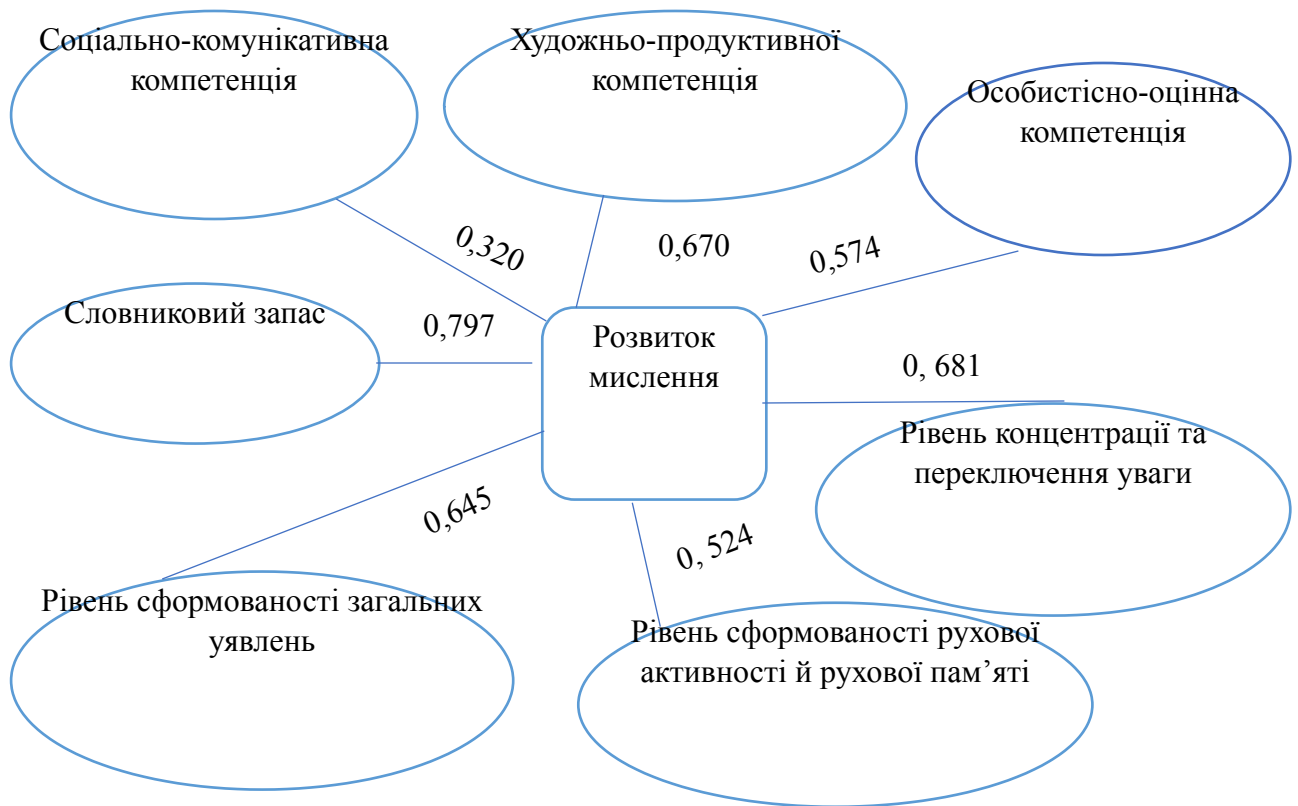 Соціально-комунікативна
компетенція
Художньо-продуктивної
компетенція
Особистісно-оцінна
компетенція
0,320
0,670
0,574
Словниковий запас
0,797
Розвиток
мислення
0, 681
Рівень концентрації та
переключення уваги
0,645
0, 524
Рівень сформованості загальних
уявлень
Рівень сформованості рухової
активності й рухової пам’яті